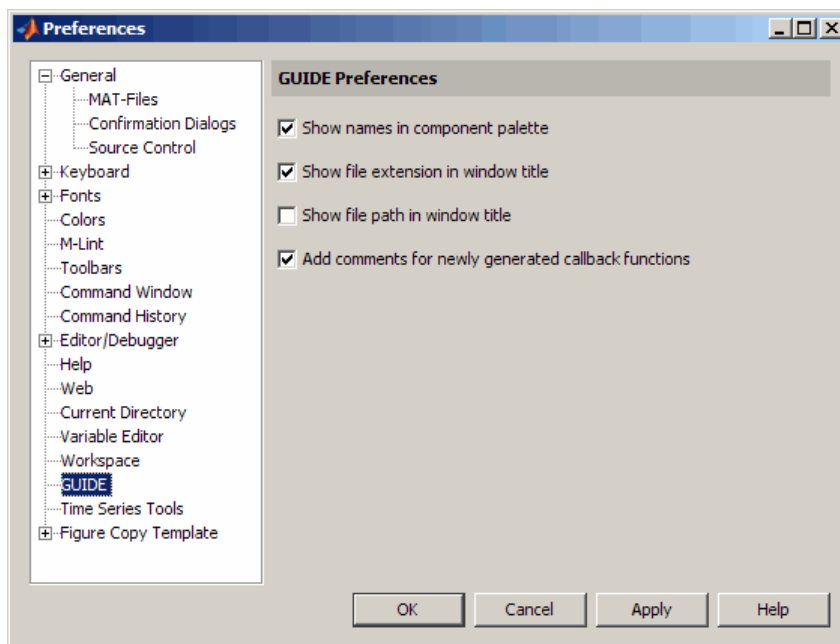 Preferences
General
MAT-Files
Confirmation Dialogs
Source Control
Keyboard
Fonts
Colors
M-Lint
Toolbars
Command Window
Command History
Editor/Debugger
Help
Web
Current Directory
Variable Editor
Workspace
GUIDE
Time Series Tools
Figure Copy Template
GUIDE Preferences
Show names in component palette
Show file extension in window title
Show file path in window title
Add comments for newly generated callback functions
OK Cancel Apply Help